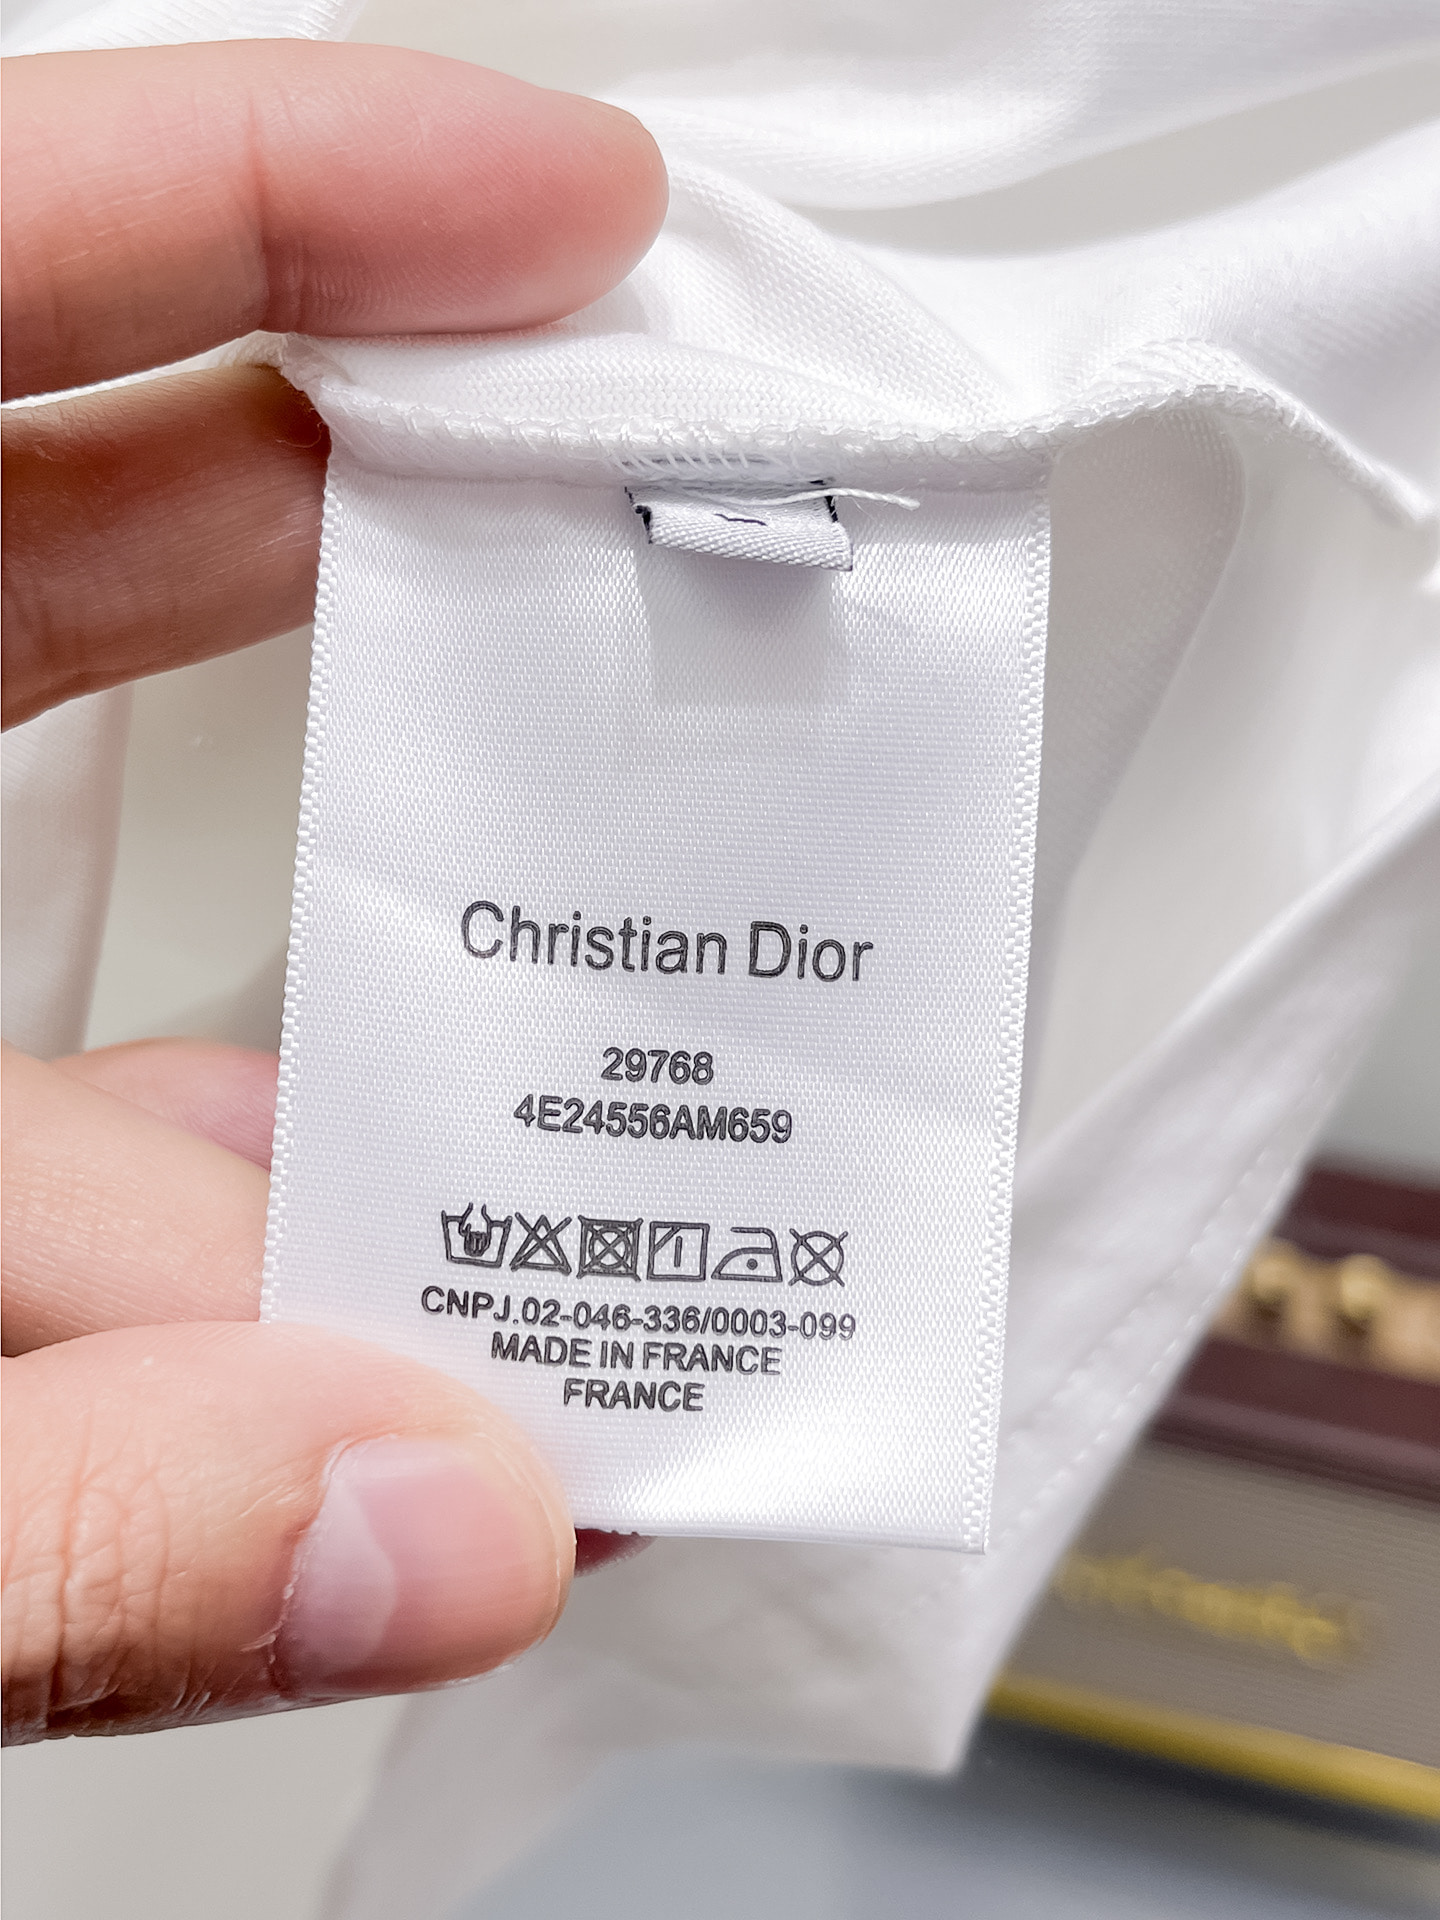 Christian Dior
29768
4E24556AM659
CNPJ.02-046-336/0003-099
MADE IN FRANCE
FRANCE